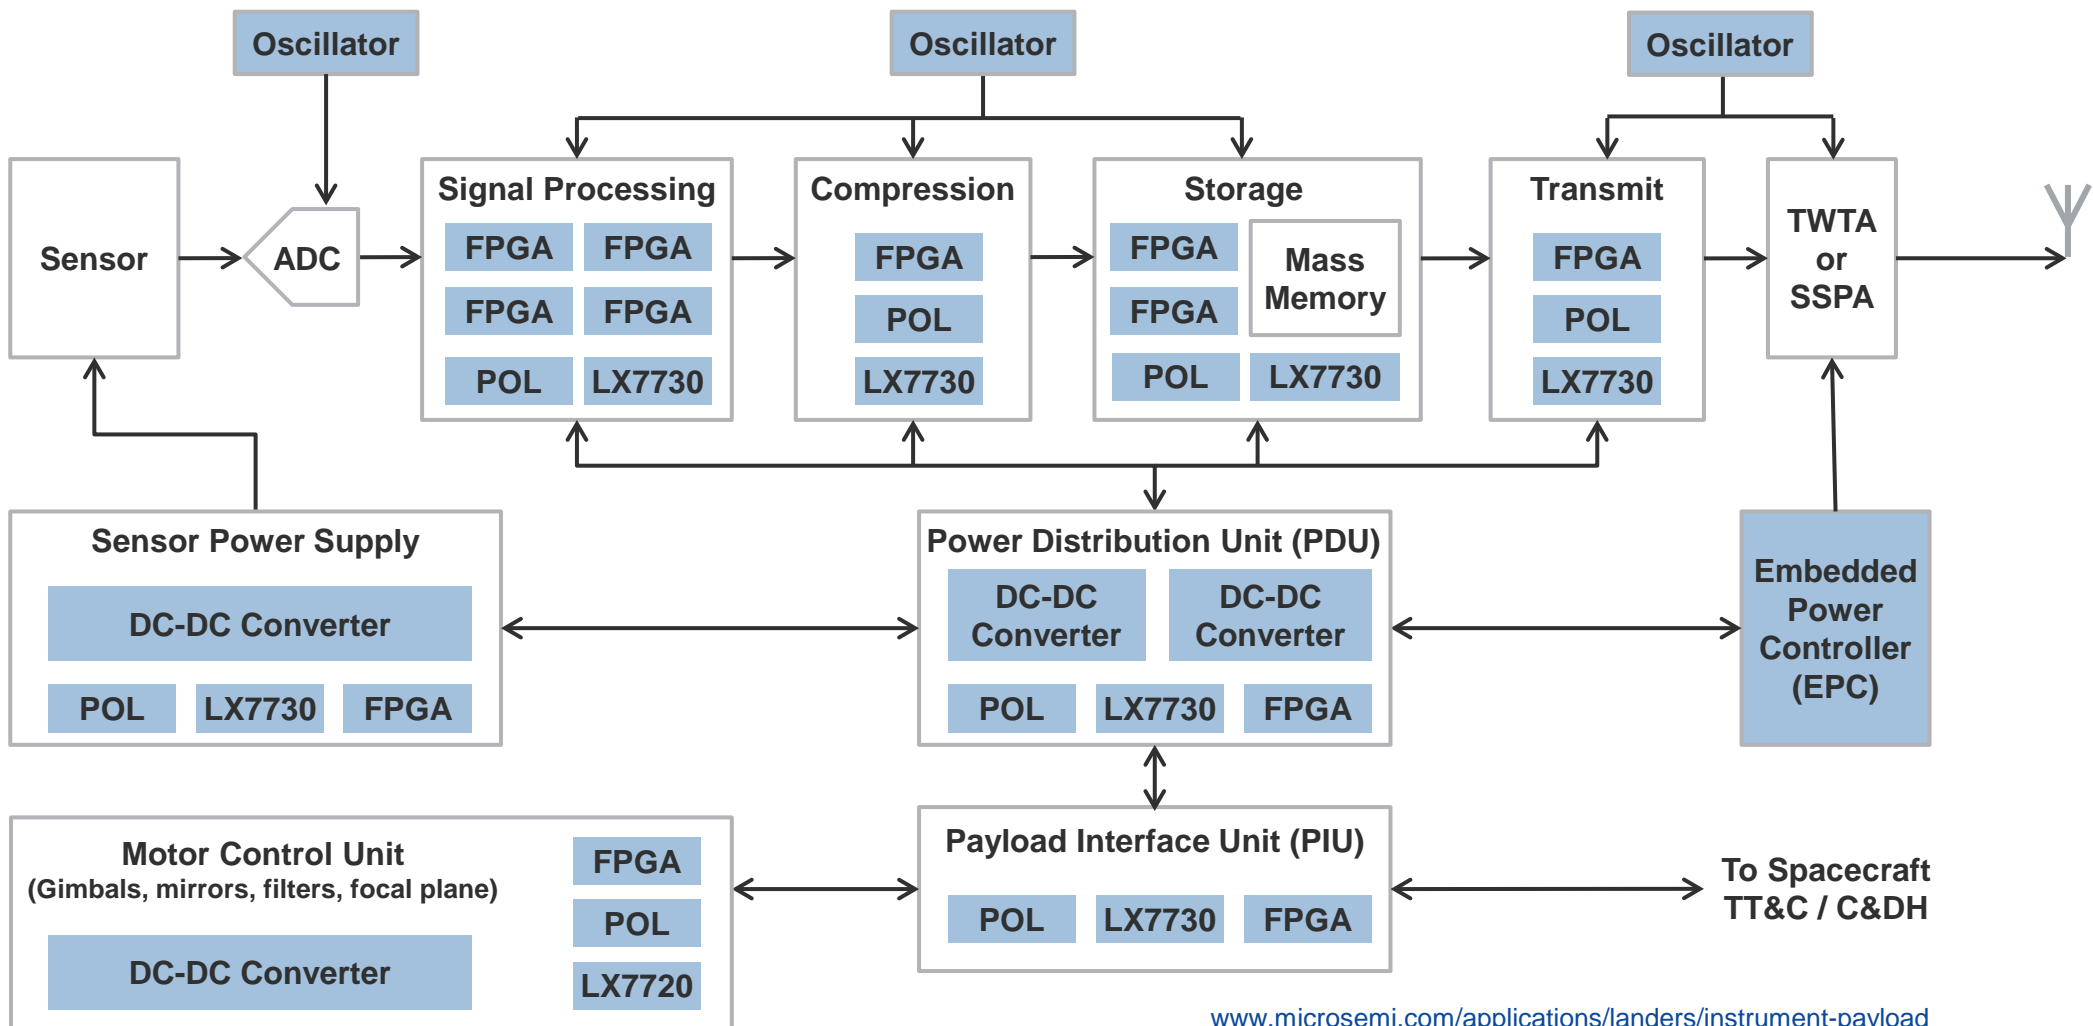 Oscillator
Oscillator
Oscillator
Sensor
ADC
Signal Processing
FPGA
FPGA
FPGA
FPGA
POL
LX7730
Compression
FPGA
POL
LX7730
Storage
FPGA
FPGA
Mass
Memory
POL
LX7730
Transmit
FPGA
POL
LX7730
TWTA
or
SSPA
Sensor Power Supply
DC-DC Converter
POL
LX7730
FPGA
Power Distribution Unit (PDU)
DC-DC
Converter
DC-DC
Converter
POL
LX7730
FPGA
Embedded
Power
Controller
(EPC)
Motor Control Unit
(Gimbals, mirrors, filters, focal plane)
DC-DC Converter
FPGA
POL
LX7720
Payload Interface Unit (PIU)
POL
LX7730
FPGA
To Spacecraft
TT&C / C&DH
www.microsemi.com/applications/landers/instrument-payload